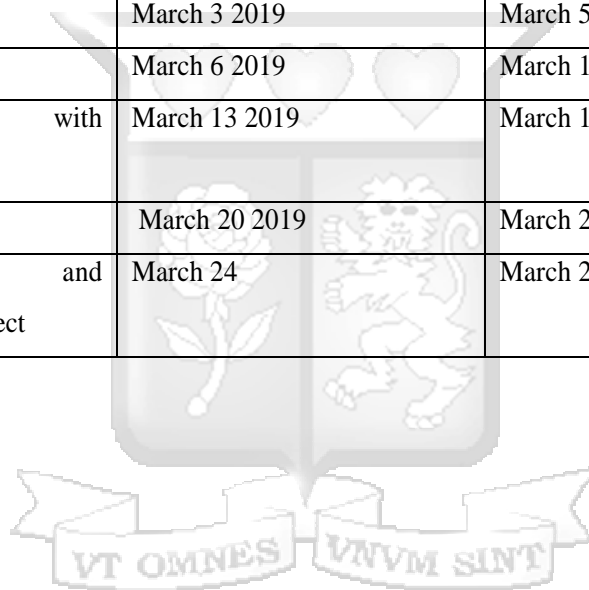 March 3 2019 March 5
March 6 2019 March 1
with March 13 2019 March 1
March 20 2019 March 2
and March 24 March 2
ect
VT OMNES VNVM SINT